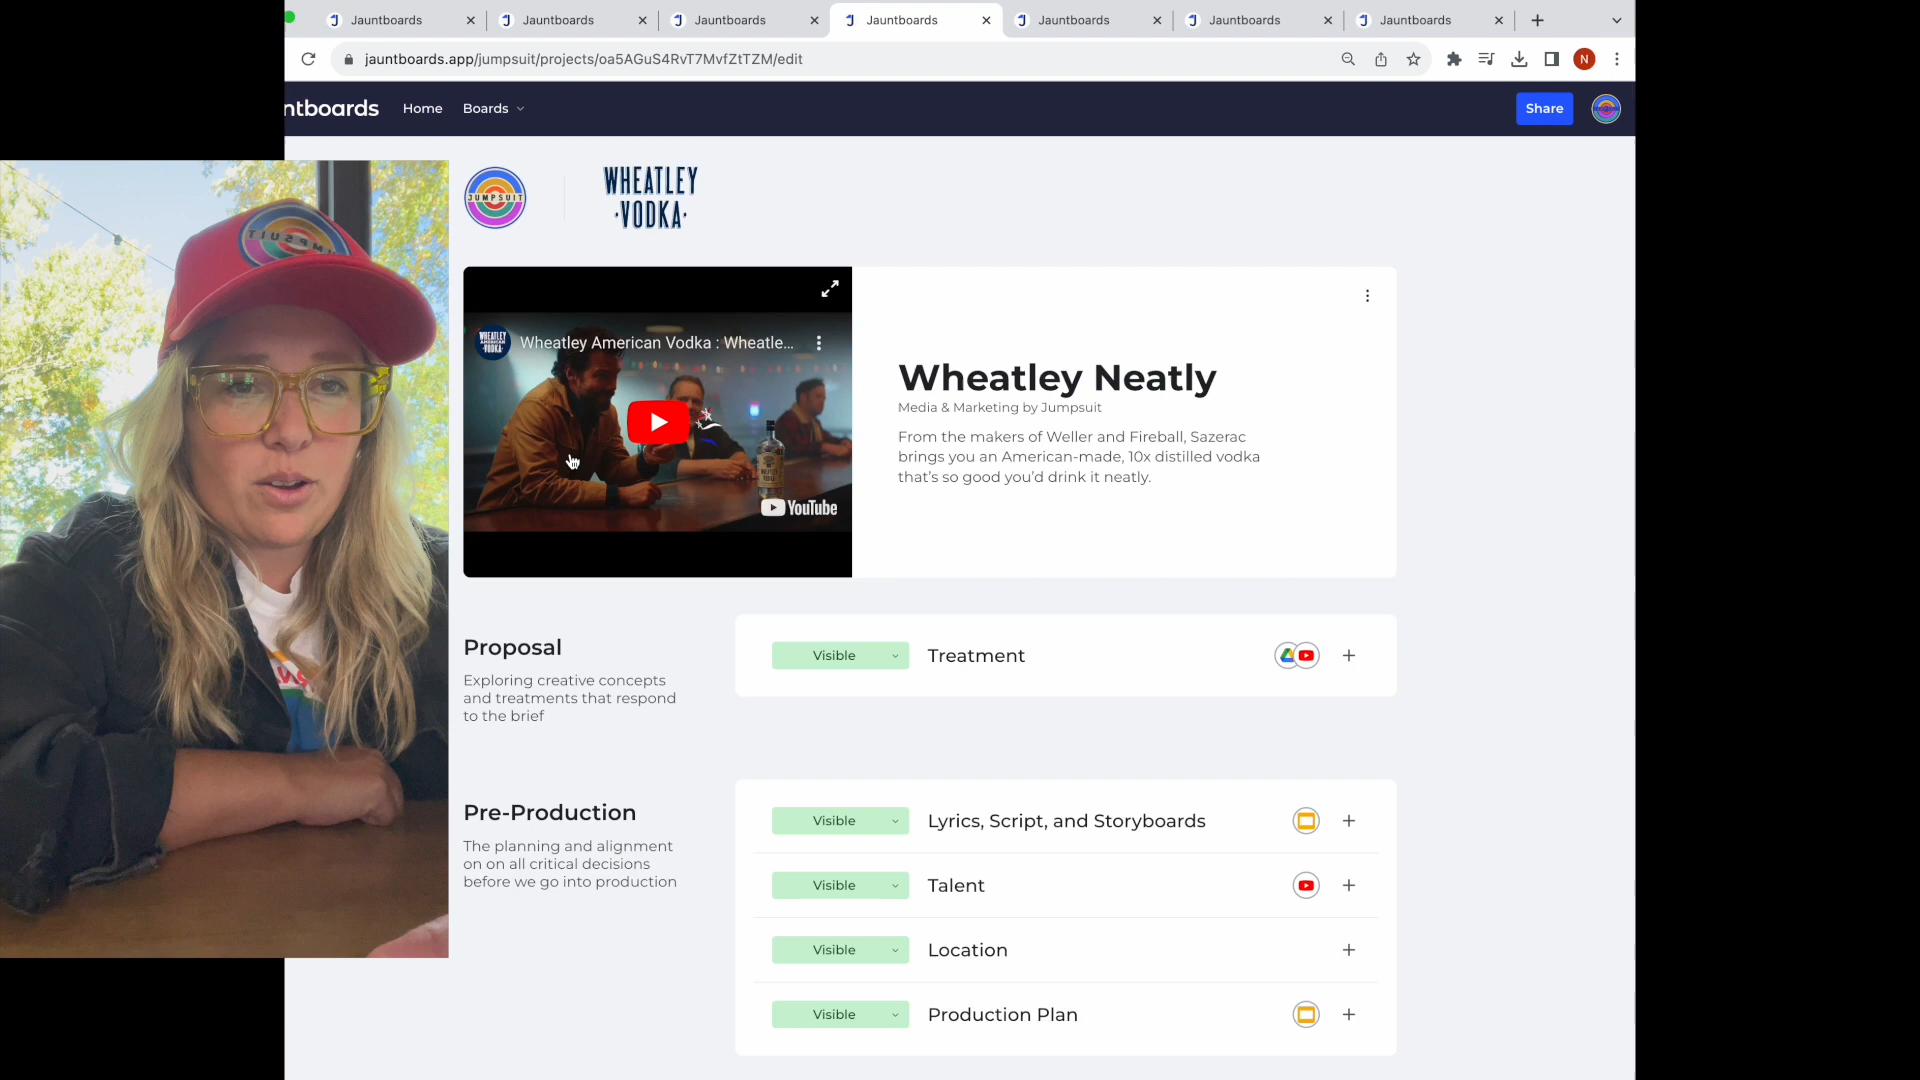 Jauntboards
Jauntboards
Jauntboards
Jauntboards
Jauntboards
Jauntboards
Jauntboards
jauntboards.app/jumpsuit/projects/oa5AGuS4RvT7MvfZtTZM/edit
N
ntboards
Home
Boards
Share
JUMPSUIT
WHEATLEY
·VODKA·
JUMPSUIT
WHEATLEY
AMERICAN
VODKA
Wheatley American Vodka : Wheatle...
YouTube
Wheatley Neatly
Media & Marketing by Jumpsuit
From the makers of Weller and Fireball, Sazerac
brings you an American-made, 10x distilled vodka
that's so good you'd drink it neatly.
Proposal
Exploring creative concepts
and treatments that respond
to the brief
Visible
Treatment
Pre-Production
The planning and alignment
on on all critical decisions
before we go into production
Visible
Lyrics, Script, and Storyboards
Visible
Talent
Visible
Location
Visible
Production Plan